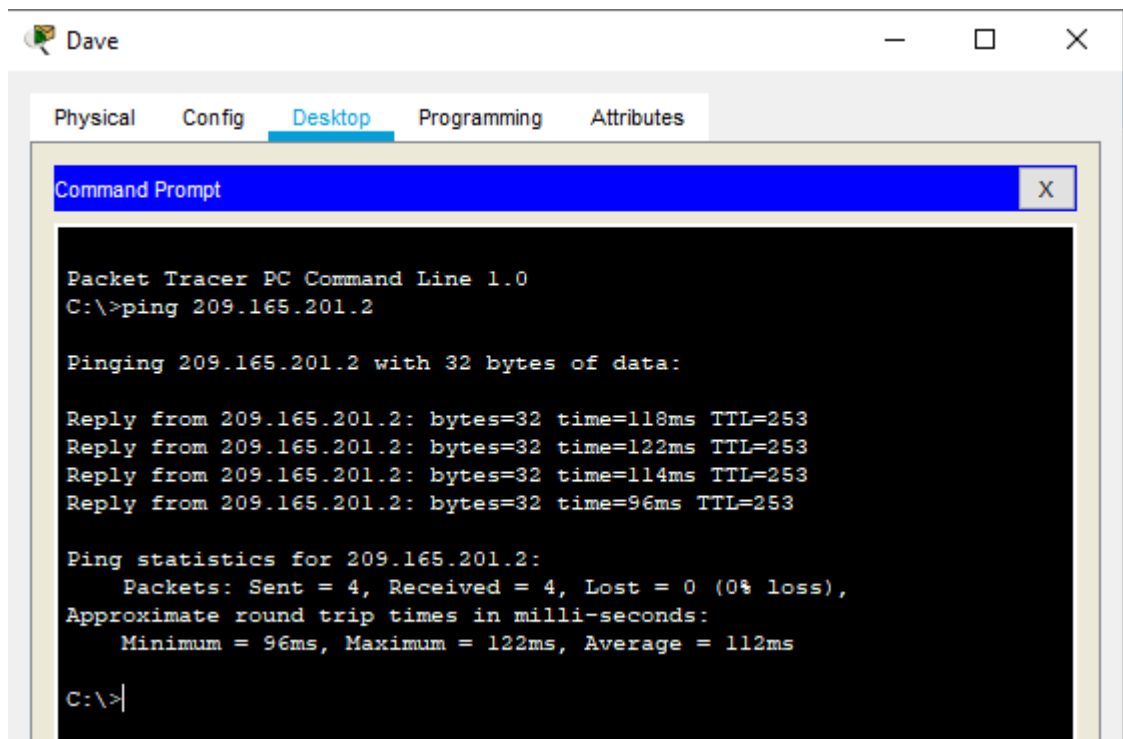 Dave
Physical Config Desktop Programming Attributes
Command Prompt X
Packet Tracer PC Command Line 1.0
C:\>ping 209.165.201.2
Pinging 209.165.201.2 with 32 bytes of data:
Reply from 209.165.201.2: bytes=32 time=118ms TTL=253
Reply from 209.165.201.2: bytes=32 time=122ms TTL=253
Reply from 209.165.201.2: bytes=32 time=114ms TTL=253
Reply from 209.165.201.2: bytes=32 time=96ms TTL=253
Ping statistics for 209.165.201.2:
    Packets: Sent = 4, Received = 4, Lost = 0 (0% loss),
Approximate round trip times in milli-seconds:
    Minimum = 96ms, Maximum = 122ms, Average = 112ms
C:\>